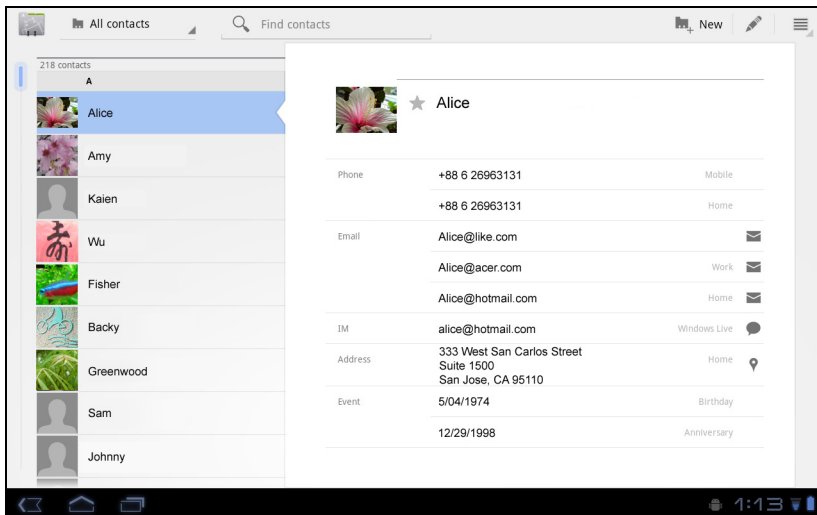 All contacts
Find contacts
New
218 contacts
A
Alice
Amy
Kaien
Wu
Fisher
Backy
Greenwood
Sam
Johnny
Alice
Phone
+88 6 26963131
Mobile
+88 6 26963131
Home
Email
Alice@like.com
Alice@acer.com
Work
Alice@hotmail.com
Home
IM
alice@hotmail.com
Windows Live
Address
333 West San Carlos Street
Suite 1500
San Jose, CA 95110
Home
Event
5/04/1974
Birthday
12/29/1998
Anniversary
1:13